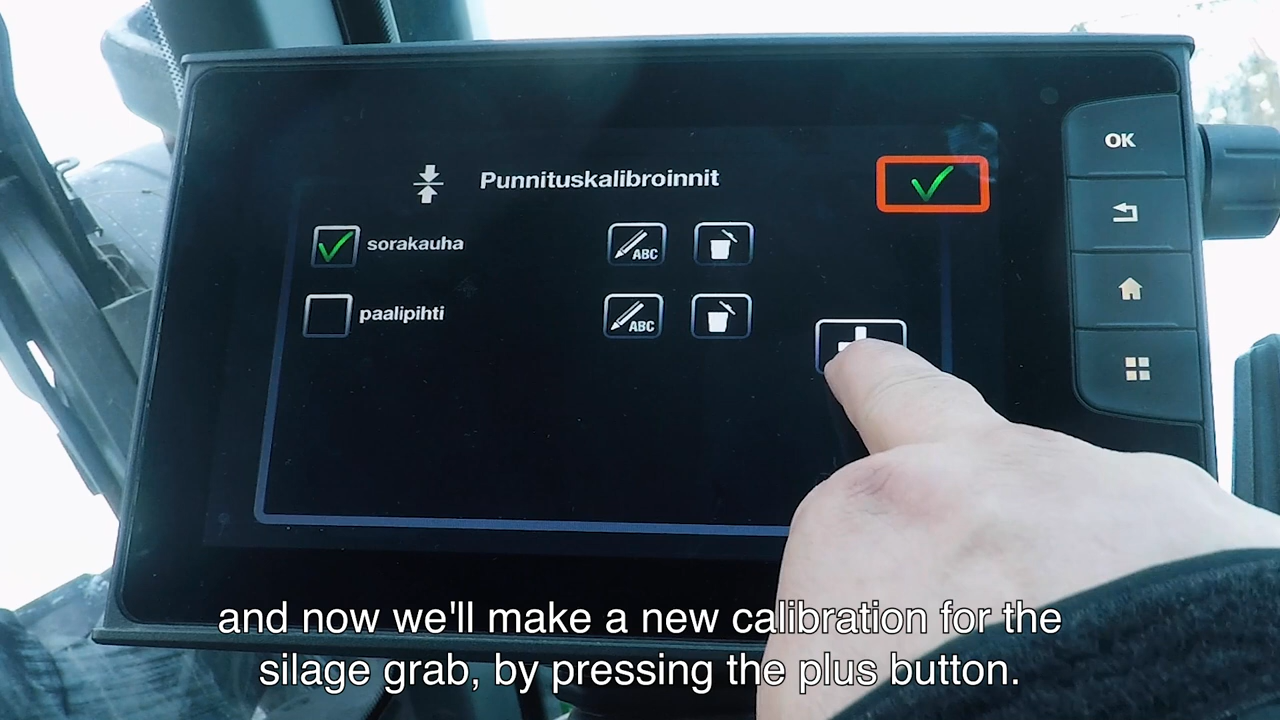 Punnituskalibroinnit
OK
sorakauha
ABC
paalipihti
ABC
and now we'll make a new calibration for the
silage grab, by pressing the plus button.